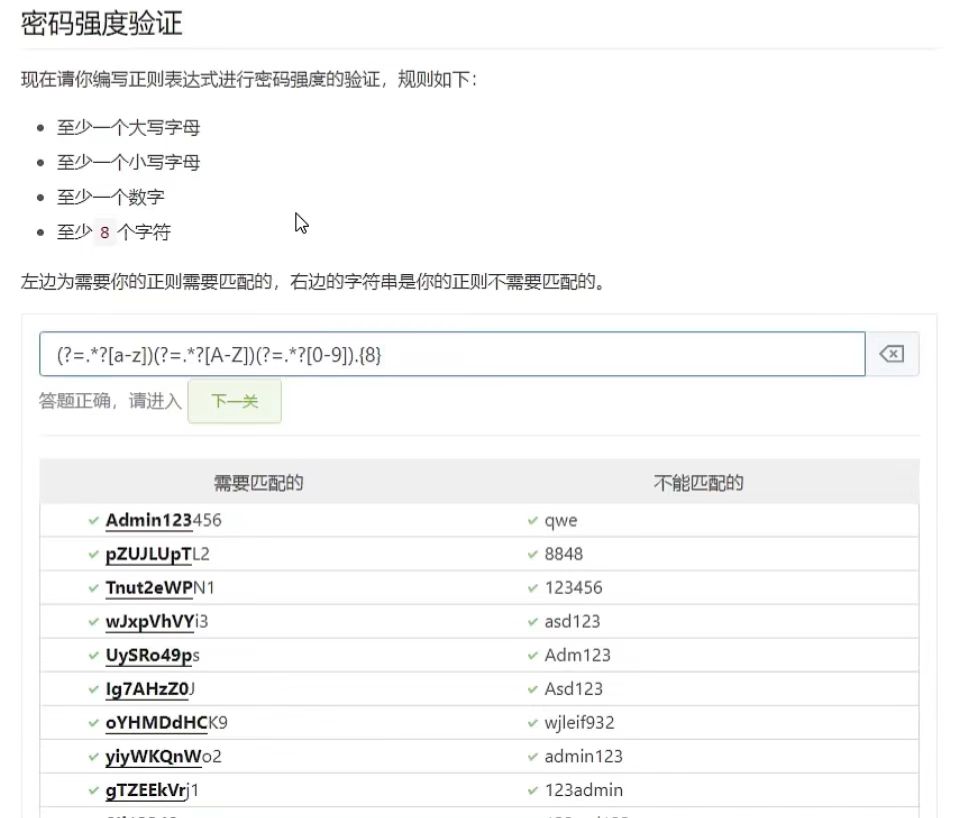 密码强度验证
现在请你编写正则表达式进行密码强度的验证，规则如下：
至少一个大写字母
至少一个小写字母
至少一个数字
至少 8 个字符
左边为需要你的正则需要匹配的，右边的字符串是你的正则不需要匹配的。
(?=.*?[a-z])(?=.*?[A-Z])(?=.*?[0-9]).{8}
答题正确，请进入 下一关
需要匹配的 不能匹配的
Admin123456 qwe
pZUJLUpTL2 8848
Tnut2eWPN1 123456
wJxpVhVYi3 asd123
UySRo49ps Adm123
Ig7AHzZ0J Asd123
oYHMDdHCK9 wjleif932
yiyWKQnWo2 admin123
gTZEEkVrj1 123admin